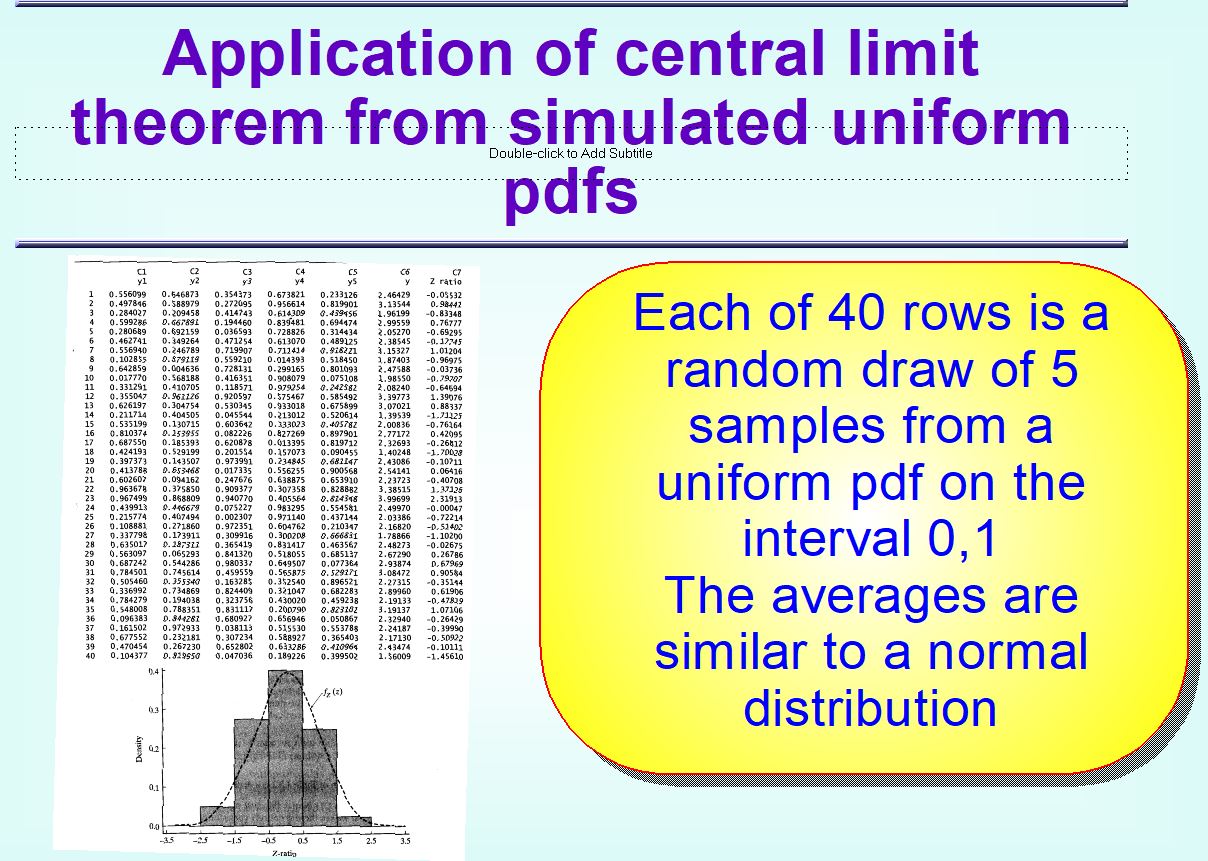 Application of central limit
theorem from simulated uniform
Double-click to Add Subtitle
pdfs
C1 C2 C3 C4 C5 C6 C7
y1 y2 y3 y4 y5 y Z ratio
1 0.556099 0.646873 0.354373 0.673821 0.233126 2.46429 -0.05532
2 0.497846 0.588979 0.272095 0.956614 0.819901 3.13544 0.98441
3 0.284027 0.209458 0.414743 0.614309 0.439456 1.96199 -0.83348
4 0.599286 0.667891 0.194460 0.839481 0.694474 2.99559 0.76777
5 0.280689 0.692159 0.036593 0.728826 0.314434 2.05270 -0.69295
6 0.462741 0.349264 0.471254 0.613070 0.489125 2.38545 -0.17745
7 0.556940 0.246789 0.719907 0.711414 0.918221 3.15327 1.01204
8 0.102855 0.679119 0.559210 0.014393 0.518450 1.87403 -0.96975
9 0.642859 0.004636 0.728131 0.299165 0.801093 2.47588 -0.03736
10 0.017770 0.568188 0.416351 0.908079 0.075108 1.98550 -0.79707
11 0.331291 0.410705 0.118571 0.979254 0.242582 2.08240 -0.64694
12 0.355047 0.961126 0.920597 0.575467 0.585492 3.39773 1.39076
13 0.626197 0.304754 0.530345 0.933018 0.675899 3.07021 0.88337
14 0.211714 0.404505 0.045544 0.213012 0.520614 1.39539 -1.71125
15 0.535199 0.130715 0.603642 0.333023 0.405782 2.00836 -0.76164
16 0.810374 0.153955 0.082226 0.827269 0.897901 2.77172 0.42095
17 0.687550 0.185393 0.620878 0.013395 0.819712 2.32693 -0.26812
18 0.424193 0.529199 0.201554 0.157073 0.090455 1.40248 -1.70028
19 0.397373 0.143507 0.973991 0.234845 0.681147 2.43086 -0.10711
20 0.413788 0.653468 0.017335 0.556255 0.900568 2.54141 0.06416
21 0.602607 0.094162 0.247676 0.638875 0.653910 2.23723 -0.40708
22 0.963678 0.375850 0.909377 0.307358 0.828882 3.38515 1.37126
23 0.967499 0.868809 0.940770 0.405564 0.814348 3.99699 2.31913
24 0.439913 0.446679 0.075227 0.983295 0.554581 2.49970 -0.00047
25 0.215774 0.407494 0.002307 0.971140 0.437144 2.03386 -0.72214
26 0.108881 0.271860 0.972351 0.604762 0.210347 2.16820 -0.51402
27 0.337798 0.173911 0.309916 0.300208 0.666831 1.78866 -1.10200
28 0.635017 0.187311 0.365419 0.831417 0.463567 2.48273 -0.02675
29 0.563097 0.065293 0.841320 0.518055 0.685137 2.67290 0.26786
30 0.687242 0.544286 0.980337 0.649507 0.077364 2.93874 0.67969
31 0.784501 0.745614 0.459559 0.565875 0.529171 3.08472 0.90584
32 0.505460 0.355340 0.163285 0.352540 0.896521 2.27315 -0.35144
33 0.336992 0.734869 0.824409 0.321047 0.682283 2.89960 0.61906
34 0.784279 0.194038 0.323756 0.430020 0.459238 2.19133 -0.47819
35 0.548008 0.788351 0.831117 0.200790 0.823102 3.19137 1.07106
36 0.096383 0.844281 0.680927 0.656946 0.050867 2.32940 -0.26429
37 0.161502 0.972933 0.038113 0.515530 0.553788 2.24187 -0.39990
38 0.677552 0.232181 0.307234 0.588927 0.365403 2.17130 -0.50922
39 0.470454 0.267230 0.652802 0.633286 0.410964 2.43474 -0.10111
40 0.104377 0.819950 0.047036 0.189226 0.399502 1.56009 -1.45610
Each of 40 rows is a
random draw of 5
samples from a
uniform pdf on the
interval 0,1
The averages are
similar to a normal
distribution
0.4
f_Z (z)
0.3
Density
0.2
0.1
0.0
-3.5 -2.5 -1.5 -0.5 0.5 1.5 2.5 3.5
Z-ratio